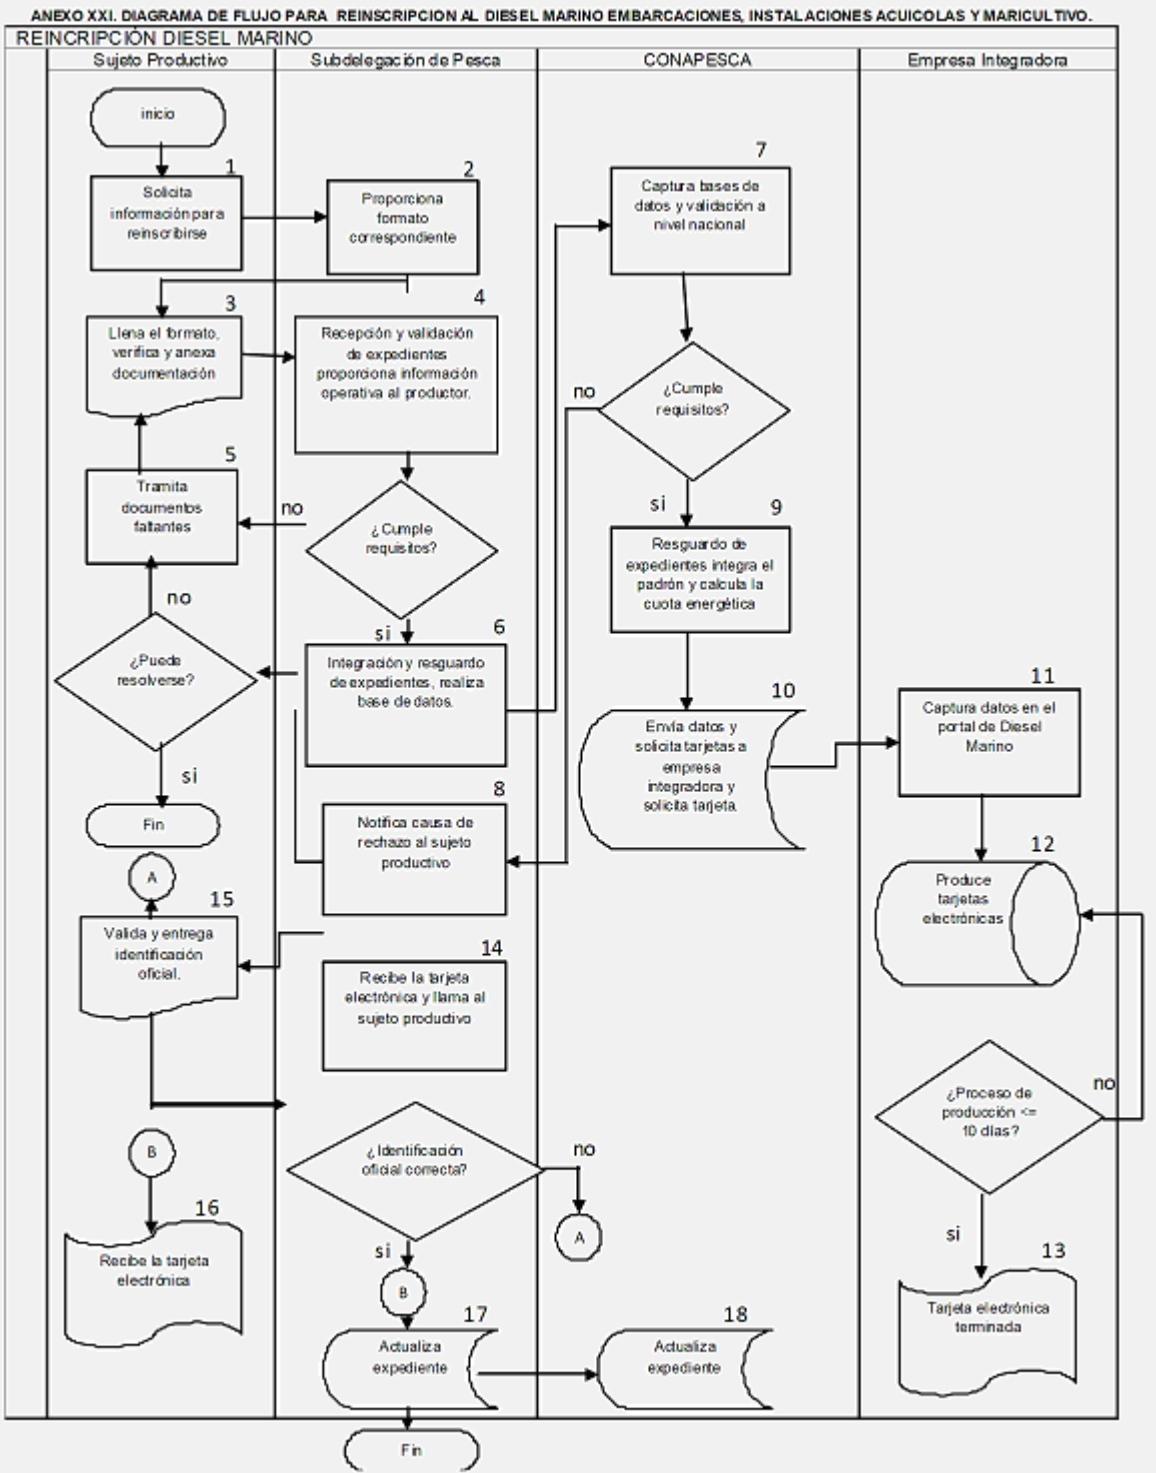 ANEXO XXI. DIAGRAMA DE FLUJO PARA REINSCRIPCION AL DIESEL MARINO EMBARCACIONES, INSTALACIONES ACUICOLAS Y MARICULTIVO.
REINCRIPCIÓN DIESEL MARINO
Sujeto Productivo
Subdelegación de Pesca
CONAPESCA
Empresa Integradora
inicio
1
Solicita
información para
reinscribirse
2
Proporciona
formato
correspondiente
7
Captura bases de
datos y validación a
nivel nacional
3
Llena el formato,
verifica y anexa
documentación
4
Recepción y validación
de expedientes
proporciona información
operativa al productor.
¿Cumple
requisitos?
no
si
5
Tramita
documentos
faltantes
no
¿Cumple
requisitos?
si
9
Resguardo de
expedientes integra el
padrón y calcula la
cuota energética
no
¿Puede
resolverse?
si
Fin
6
Integración y resguardo
de expedientes, realiza
base de datos.
10
Envía datos y
solicita tarjetas a
empresa
integradora y
solicita tarjeta.
11
Captura datos en el
portal de Diesel
Marino
8
Notifica causa de
rechazo al sujeto
productivo
12
Produce
tarjetas
electrónicas
A
15
Valida y entrega
identificación
oficial.
14
Recibe la tarjeta
electrónica y llama al
sujeto productivo
¿Proceso de
producción <=
10 días?
no
si
B
¿Identificación
oficial correcta?
no
A
si
B
16
Recibe la tarjeta
electrónica
13
Tarjeta electrónica
terminada
17
Actualiza
expediente
18
Actualiza
expediente
Fin